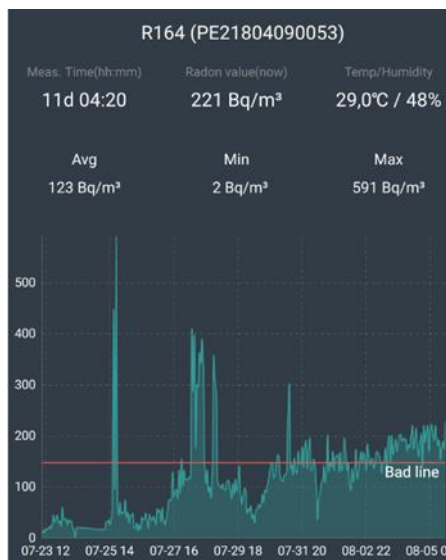 R164 (PE21804090053)
Meas. Time(hh:mm) Radon value(now) Temp/Humidity
11d 04:20 221 Bq/m³ 29,0℃ / 48%
Avg Min Max
123 Bq/m³ 2 Bq/m³ 591 Bq/m³
500
400
300
200
100
0
Bad line
07-23 12 07-25 14 07-27 16 07-29 18 07-31 20 08-02 22 08-05 0